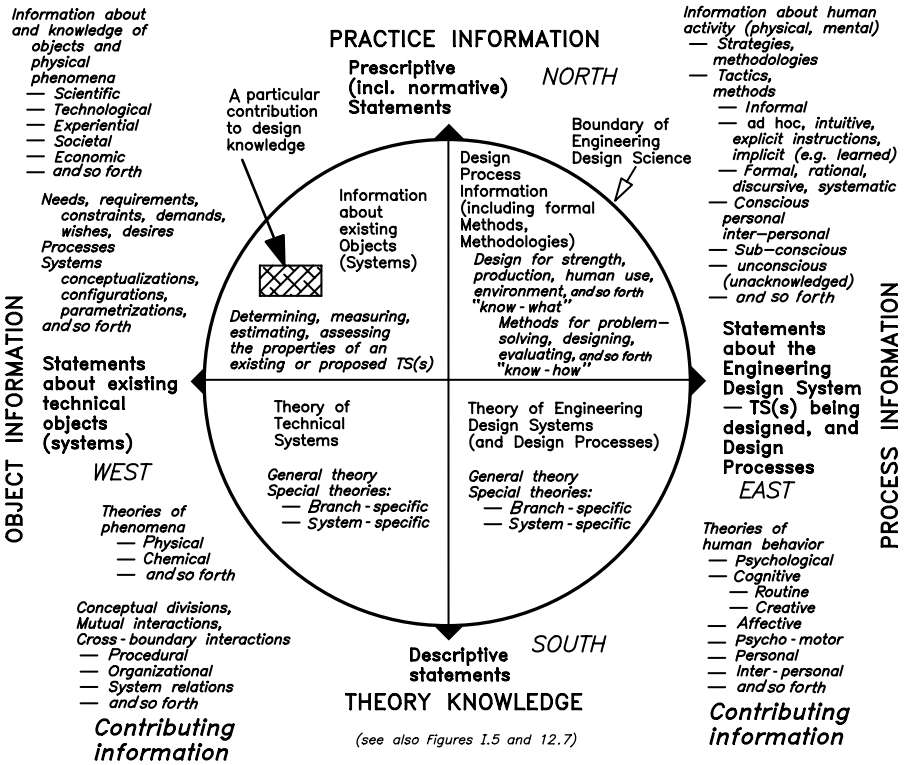 Information about
and knowledge of
objects and
physical
phenomena
— Scientific
— Technological
— Experiential
— Societal
— Economic
— and so forth
Needs, requirements,
constraints, demands,
wishes, desires
Processes
Systems
conceptualizations,
configurations,
parametrizations,
and so forth
OBJECT INFORMATION
Statements
about existing
technical
objects
(systems)
WEST
Theories of
phenomena
— Physical
— Chemical
— and so forth
Conceptual divisions,
Mutual interactions,
Cross-boundary interactions
— Procedural
— Organizational
— System relations
— and so forth
Contributing
information
PRACTICE INFORMATION
Prescriptive
(incl. normative)
Statements
NORTH
A particular
contribution
to design
knowledge
Boundary of
Engineering
Design Science
Information
about
existing
Objects
(Systems)
Determining, measuring,
estimating, assessing
the properties of an
existing or proposed TS(s)
Design
Process
Information
(including formal
Methods,
Methodologies)
Design for strength,
production, human use,
environment, and so forth
"know-what"
Methods for problem—
solving, designing,
evaluating, and so forth
"know-how"
Theory of
Technical
Systems
General theory
Special theories:
— Branch-specific
— System-specific
Theory of Engineering
Design Systems
(and Design Processes)
General theory
Special theories:
— Branch-specific
— System-specific
SOUTH
Descriptive
statements
THEORY KNOWLEDGE
(see also Figures I.5 and 12.7)
Information about human
activity (physical, mental)
— Strategies,
methodologies
— Tactics,
methods
— Informal
— ad hoc, intuitive,
explicit instructions,
implicit (e.g. learned)
— Formal, rational,
discursive, systematic
— Conscious
personal
inter—personal
— Sub-conscious
— unconscious
(unacknowledged)
— and so forth
PROCESS INFORMATION
Statements
about the
Engineering
Design System
— TS(s) being
designed, and
Design
Processes
EAST
Theories of
human behavior
— Psychological
— Cognitive
— Routine
— Creative
— Affective
— Psycho-motor
— Personal
— Inter-personal
— and so forth
Contributing
information